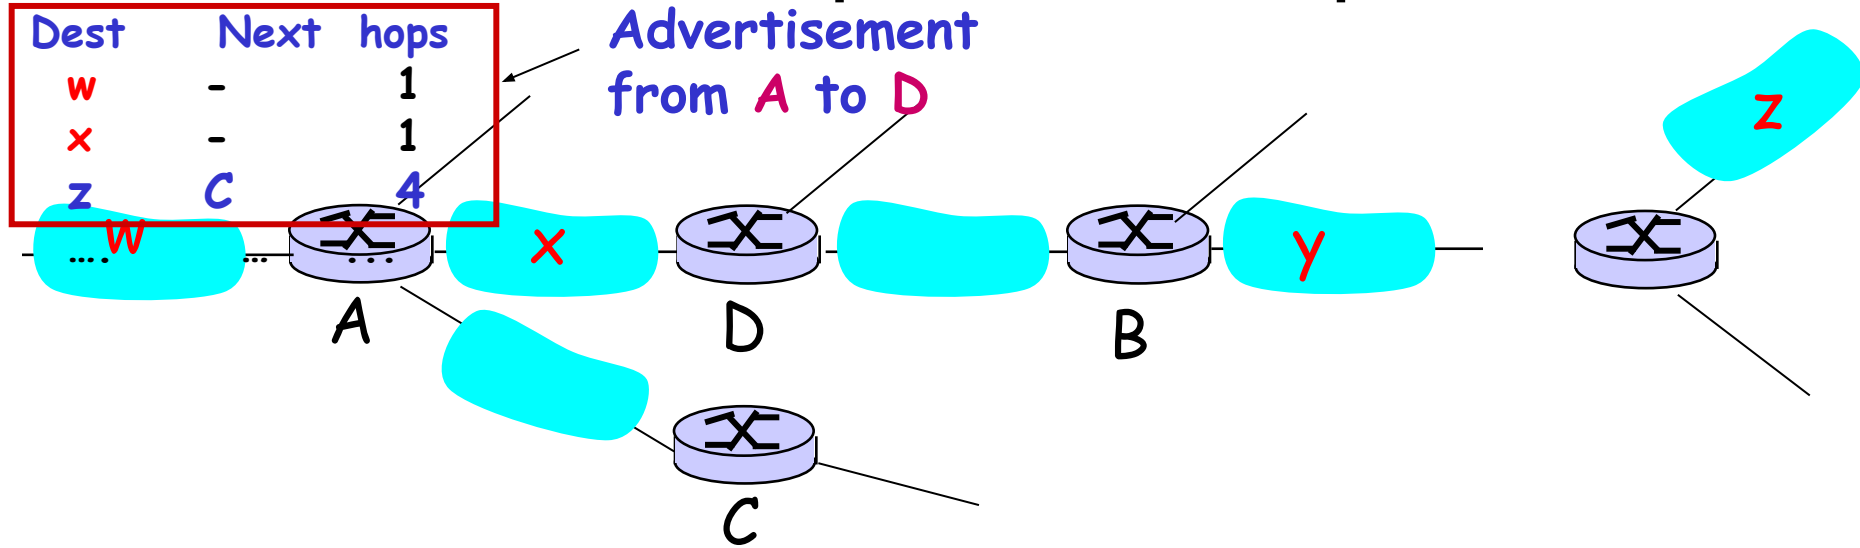 Dest Next hops
w - 1
x - 1
z C 4
.... ... ...
Advertisement
from A to D
w
x
y
z
A
D
B
C